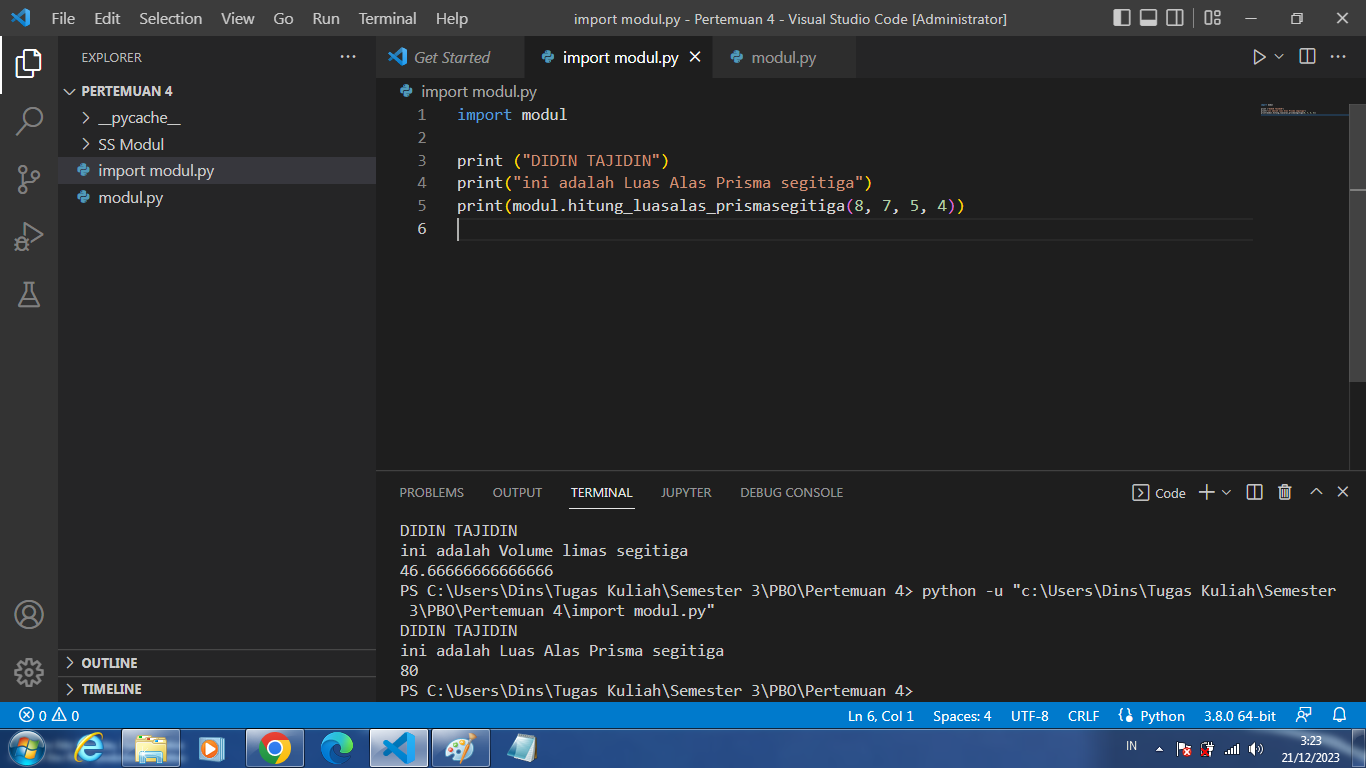 File Edit Selection View Go Run Terminal Help import modul.py - Pertemuan 4 - Visual Studio Code [Administrator]
EXPLORER
PERTEMUAN 4
__pycache__
SS Modul
import modul.py
modul.py
OUTLINE
TIMELINE
Get Started import modul.py modul.py
import modul.py
1 import modul
2
3 print ("DIDIN TAJIDIN")
4 print("ini adalah Luas Alas Prisma segitiga")
5 print(modul.hitung_luasalas_prismasegitiga(8, 7, 5, 4))
6
PROBLEMS OUTPUT TERMINAL JUPYTER DEBUG CONSOLE Code
DIDIN TAJIDIN
ini adalah Volume limas segitiga
46.66666666666666
PS C:\Users\Dins\Tugas Kuliah\Semester 3\PBO\Pertemuan 4> python -u "c:\Users\Dins\Tugas Kuliah\Semester
3\PBO\Pertemuan 4\import modul.py"
DIDIN TAJIDIN
ini adalah Luas Alas Prisma segitiga
80
PS C:\Users\Dins\Tugas Kuliah\Semester 3\PBO\Pertemuan 4>
0 0 Ln 6, Col 1 Spaces: 4 UTF-8 CRLF Python 3.8.0 64-bit
IN 3:23
21/12/2023